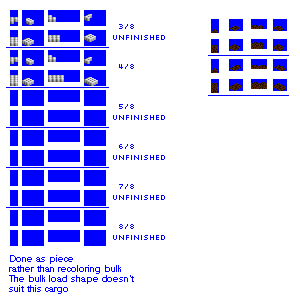 3/8
UNFINISHED
4/8
5/8
UNFINISHED
6/8
UNFINISHED
7/8
UNFINISHED
8/8
UNFINISHED
Done as piece
rather than recoloring bulk
The bulk load shape doesn't
suit this cargo